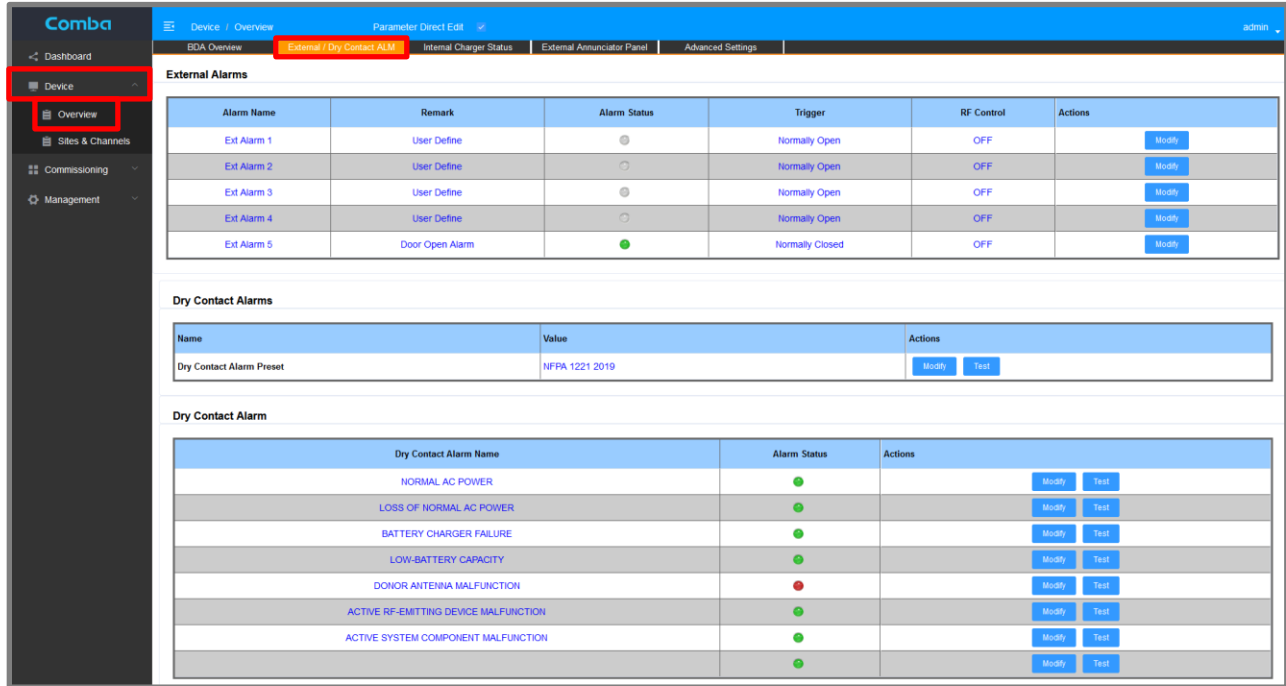 Comba
Device / Overview Parameter Direct Edit admin
BDA Overview External / Dry Contact ALM Internal Charger Status External Annunciator Panel Advanced Settings
Dashboard
Device
Overview
Sites & Channels
Commissioning
Management
External Alarms
Alarm Name Remark Alarm Status Trigger RF Control Actions
Ext Alarm 1 User Define Normally Open OFF Modify
Ext Alarm 2 User Define Normally Open OFF Modify
Ext Alarm 3 User Define Normally Open OFF Modify
Ext Alarm 4 User Define Normally Open OFF Modify
Ext Alarm 5 Door Open Alarm Normally Closed OFF Modify
Dry Contact Alarms
Name Value Actions
Dry Contact Alarm Preset NFPA 1221 2019 Modify Test
Dry Contact Alarm
Dry Contact Alarm Name Alarm Status Actions
NORMAL AC POWER Modify Test
LOSS OF NORMAL AC POWER Modify Test
BATTERY CHARGER FAILURE Modify Test
LOW-BATTERY CAPACITY Modify Test
DONOR ANTENNA MALFUNCTION Modify Test
ACTIVE RF-EMITTING DEVICE MALFUNCTION Modify Test
ACTIVE SYSTEM COMPONENT MALFUNCTION Modify Test
Modify Test